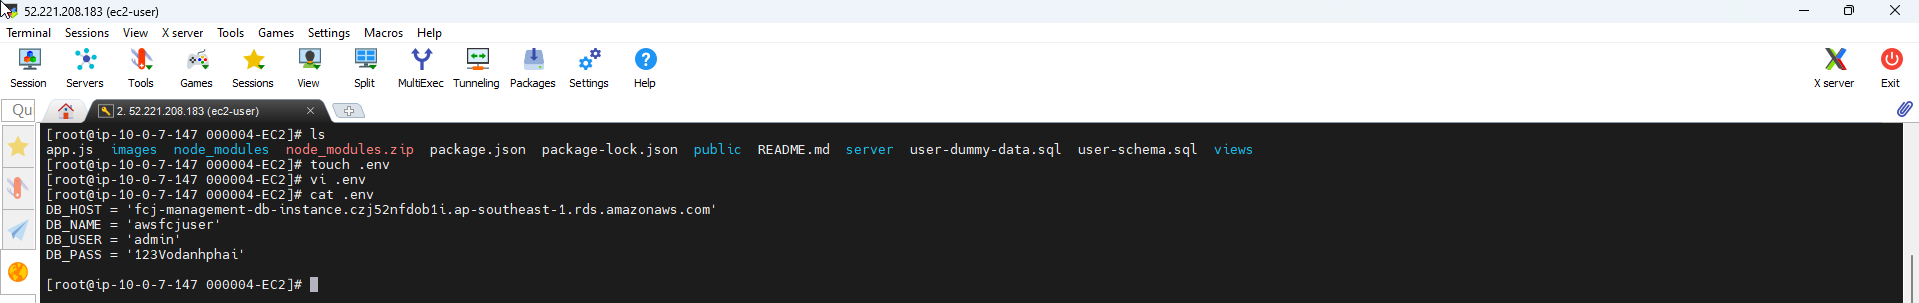 52.221.208.183 (ec2-user)
Terminal Sessions View X server Tools Games Settings Macros Help
Session Servers Tools Games Sessions View Split MultiExec Tunneling Packages Settings Help X server Exit
Qu 2. 52.221.208.183 (ec2-user)
[root@ip-10-0-7-147 000004-EC2]# ls
app.js images node_modules node_modules.zip package.json package-lock.json public README.md server user-dummy-data.sql user-schema.sql views
[root@ip-10-0-7-147 000004-EC2]# touch .env
[root@ip-10-0-7-147 000004-EC2]# vi .env
[root@ip-10-0-7-147 000004-EC2]# cat .env
DB_HOST = 'fcj-management-db-instance.czj52nfdob1i.ap-southeast-1.rds.amazonaws.com'
DB_NAME = 'awsfcjuser'
DB_USER = 'admin'
DB_PASS = '123Vodanhphai'
[root@ip-10-0-7-147 000004-EC2]#